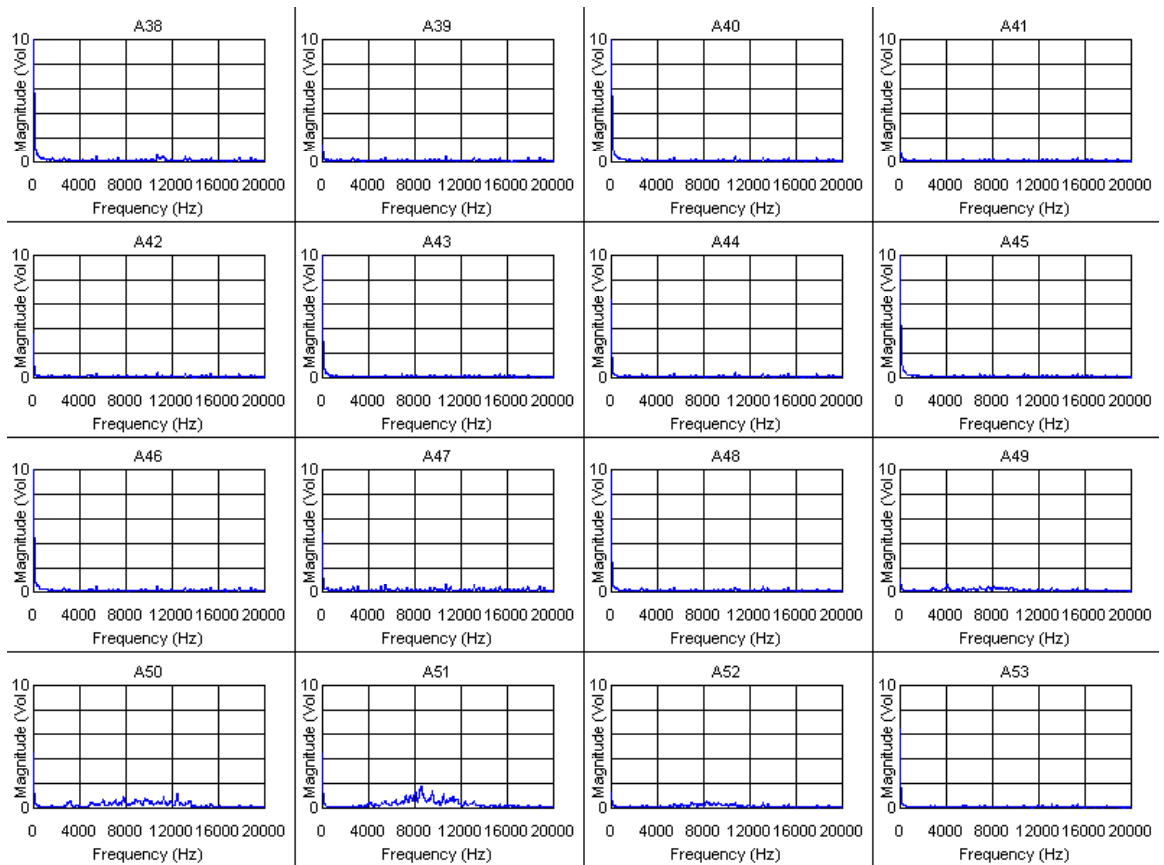 A38 A39 A40 A41
10 10 10 10
Magnitude (Vol Magnitude (Vol Magnitude (Vol Magnitude (Vol
0 0 0 0
0 4000 8000 12000 16000 20000 0 4000 8000 12000 16000 20000 0 4000 8000 12000 16000 20000 0 4000 8000 12000 16000 20000
Frequency (Hz) Frequency (Hz) Frequency (Hz) Frequency (Hz)
A42 A43 A44 A45
10 10 10 10
Magnitude (Vol Magnitude (Vol Magnitude (Vol Magnitude (Vol
0 0 0 0
0 4000 8000 12000 16000 20000 0 4000 8000 12000 16000 20000 0 4000 8000 12000 16000 20000 0 4000 8000 12000 16000 20000
Frequency (Hz) Frequency (Hz) Frequency (Hz) Frequency (Hz)
A46 A47 A48 A49
10 10 10 10
Magnitude (Vol Magnitude (Vol Magnitude (Vol Magnitude (Vol
0 0 0 0
0 4000 8000 12000 16000 20000 0 4000 8000 12000 16000 20000 0 4000 8000 12000 16000 20000 0 4000 8000 12000 16000 20000
Frequency (Hz) Frequency (Hz) Frequency (Hz) Frequency (Hz)
A50 A51 A52 A53
10 10 10 10
Magnitude (Vol Magnitude (Vol Magnitude (Vol Magnitude (Vol
0 0 0 0
0 4000 8000 12000 16000 20000 0 4000 8000 12000 16000 20000 0 4000 8000 12000 16000 20000 0 4000 8000 12000 16000 20000
Frequency (Hz) Frequency (Hz) Frequency (Hz) Frequency (Hz)